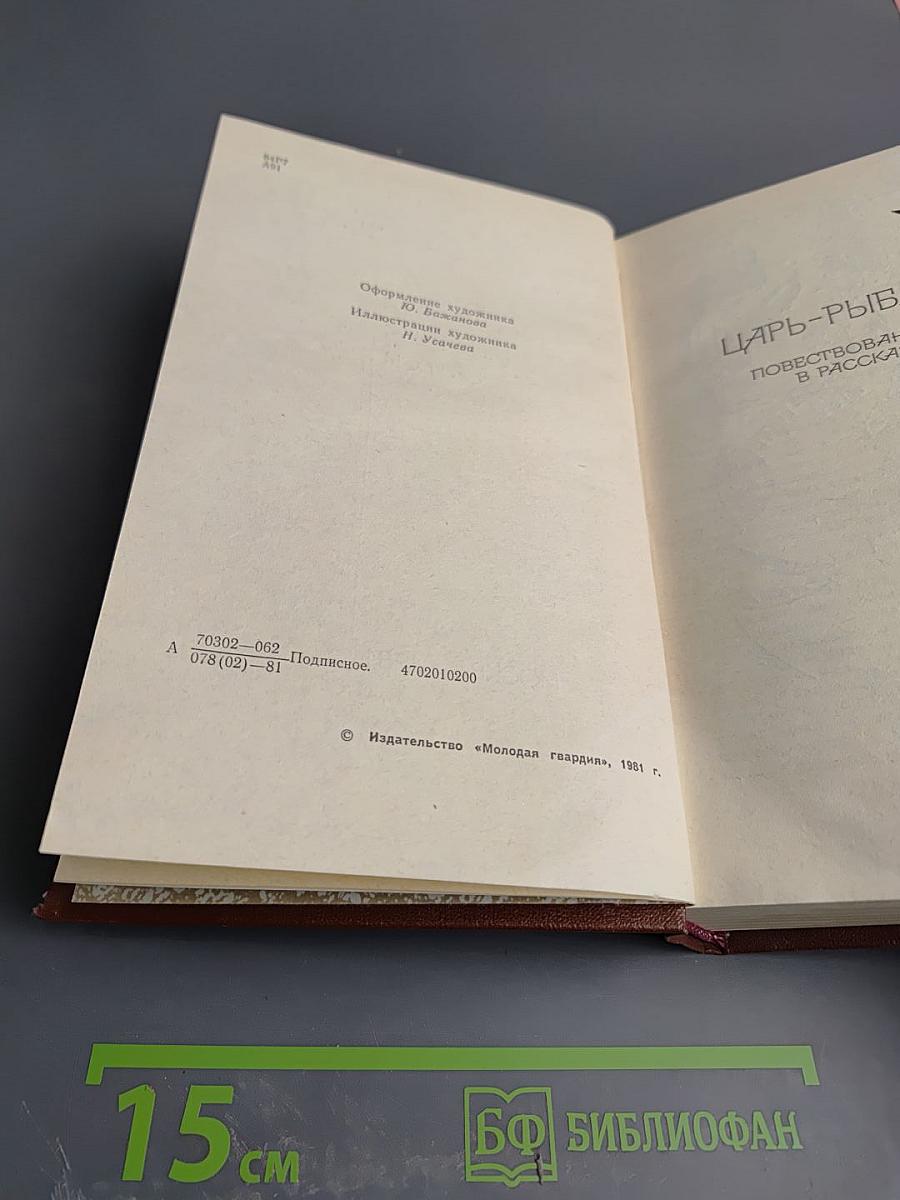 А91
Оформление художника
Ю. Бажанова
Иллюстрации художника
Н. Усачева
А 70302—062
078(02)—81 Подписное. 4702010200
© Издательство «Молодая гвардия», 1981 г.
ЦАРЬ-РЫБ
ПОВЕСТВОВАН
В РАССКА
15 см
БФ БИБЛИОФАН